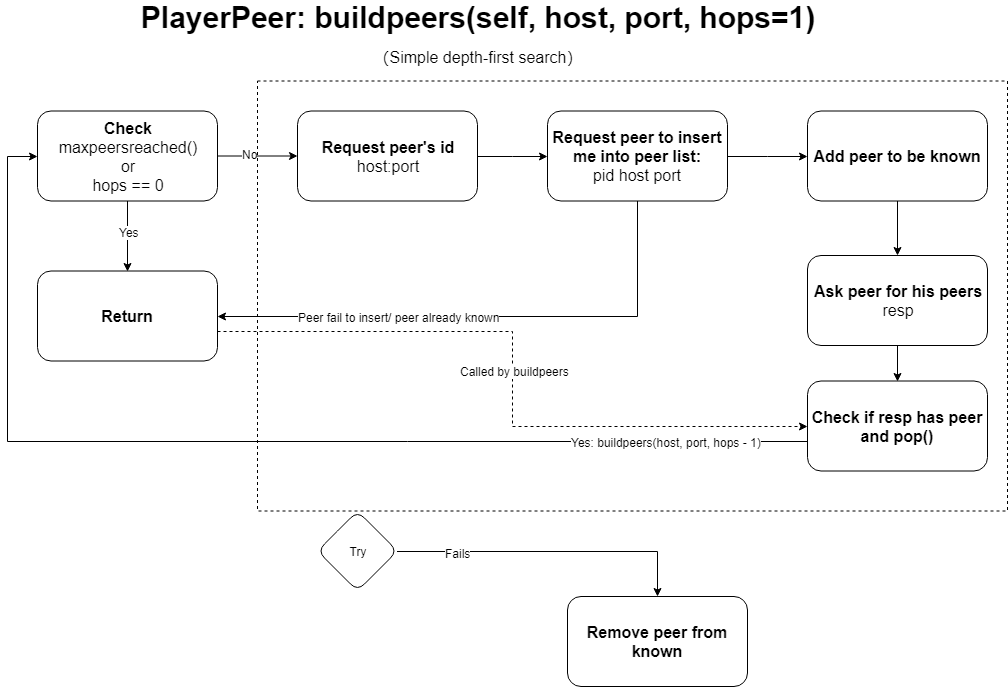 PlayerPeer: buildpeers(self, host, port, hops=1)
(Simple depth-first search)
Check
maxpeersreached()
or
hops == 0
No
Request peer's id
host:port
Request peer to insert
me into peer list:
pid host port
Add peer to be known
Yes
Return
Peer fail to insert/ peer already known
Ask peer for his peers
resp
Called by buildpeers
Check if resp has peer
and pop()
Yes: buildpeers(host, port, hops - 1)
Try
Fails
Remove peer from
known